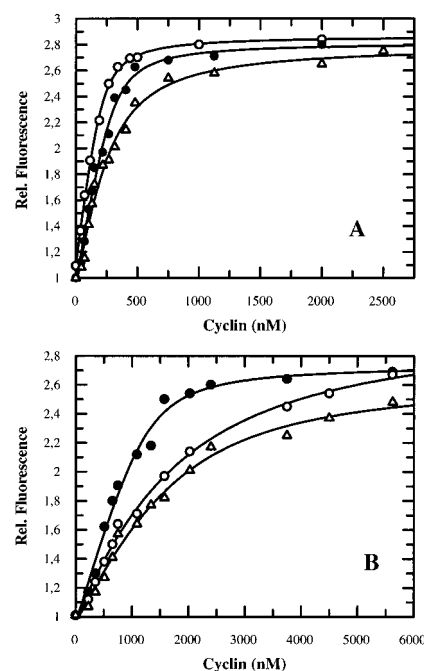 3
2,8
2,6
2,4
2,2
2
1,8
1,6
1,4
1,2
1
Rel. Fluorescence
A
0 500 1000 1500 2000 2500
Cyclin (nM)
2,8
2,6
2,4
2,2
2
1,8
1,6
1,4
1,2
1
Rel. Fluorescence
B
0 1000 2000 3000 4000 5000 6000
Cyclin (nM)